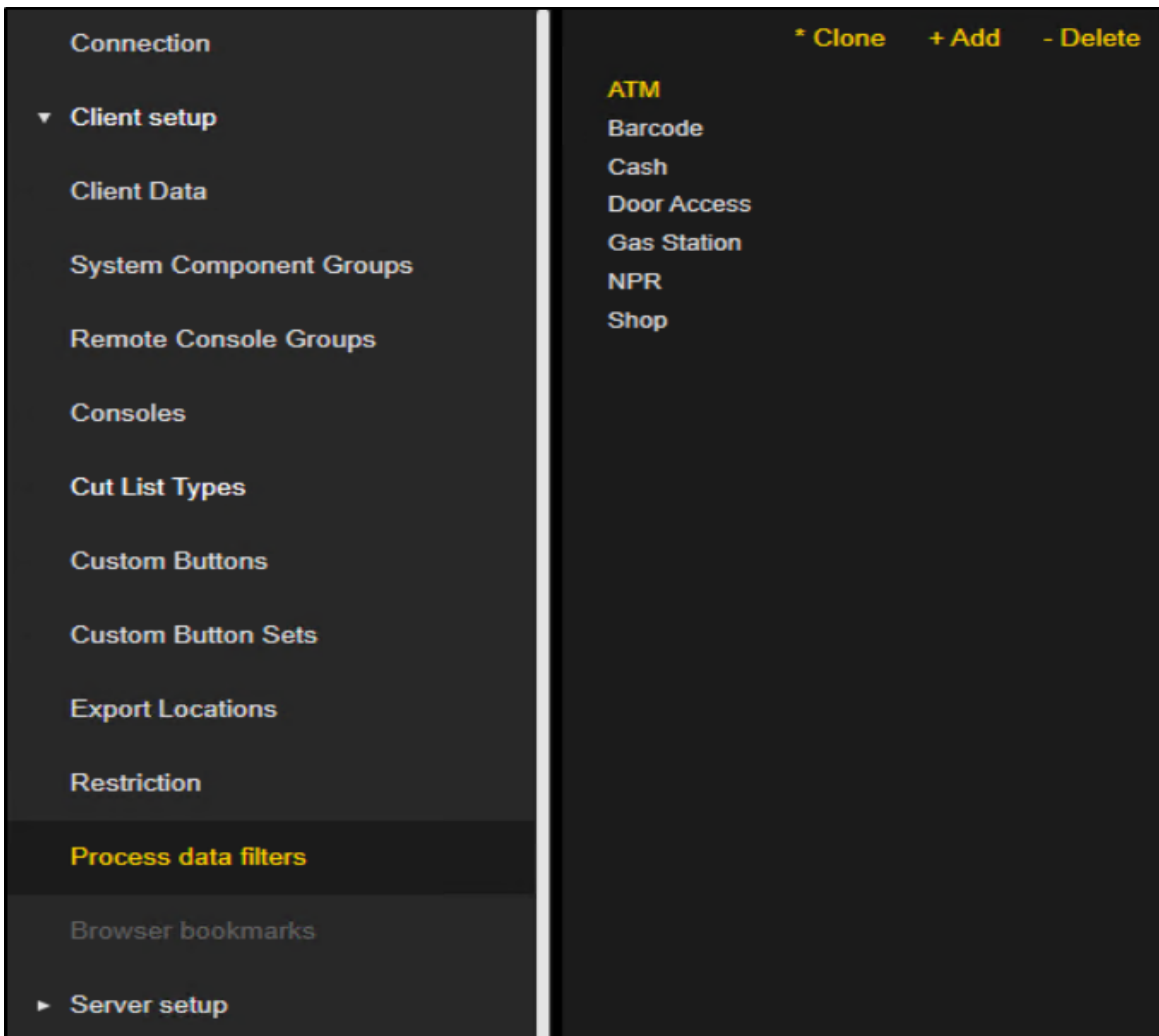 Connection
Client setup
Client Data
System Component Groups
Remote Console Groups
Consoles
Cut List Types
Custom Buttons
Custom Button Sets
Export Locations
Restriction
Process data filters
Browser bookmarks
Server setup
* Clone + Add - Delete
ATM
Barcode
Cash
Door Access
Gas Station
NPR
Shop